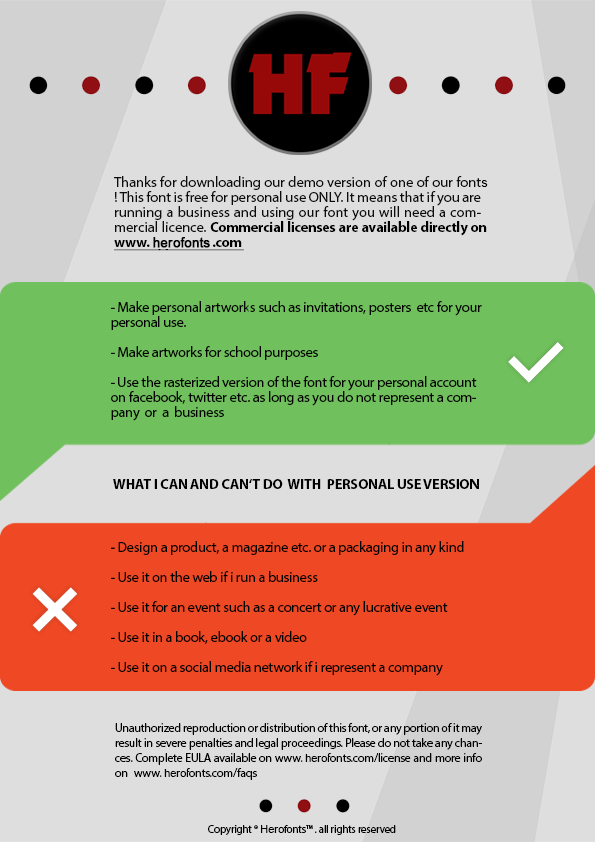 HF
Thanks for downloading our demo version of one of our fonts
! This font is free for personal use ONLY. It means that if you are
running a business and using our font you will need a com-
mercial licence. Commercial licenses are available directly on
www. herofonts .com
- Make personal artworks such as invitations, posters etc for your
personal use.
- Make artworks for school purposes
- Use the rasterized version of the font for your personal account
on facebook, twitter etc. as long as you do not represent a com-
pany or a business
WHAT I CAN AND CAN'T DO WITH PERSONAL USE VERSION
- Design a product, a magazine etc. or a packaging in any kind
- Use it on the web if i run a business
- Use it for an event such as a concert or any lucrative event
- Use it in a book, ebook or a video
- Use it on a social media network if i represent a company
Unauthorized reproduction or distribution of this font, or any portion of it may
result in severe penalties and legal proceedings. Please do not take any chan-
ces. Complete EULA available on www. herofonts.com/license and more info
on www. herofonts.com/faqs
Copyright ® Herofonts™ . all rights reserved